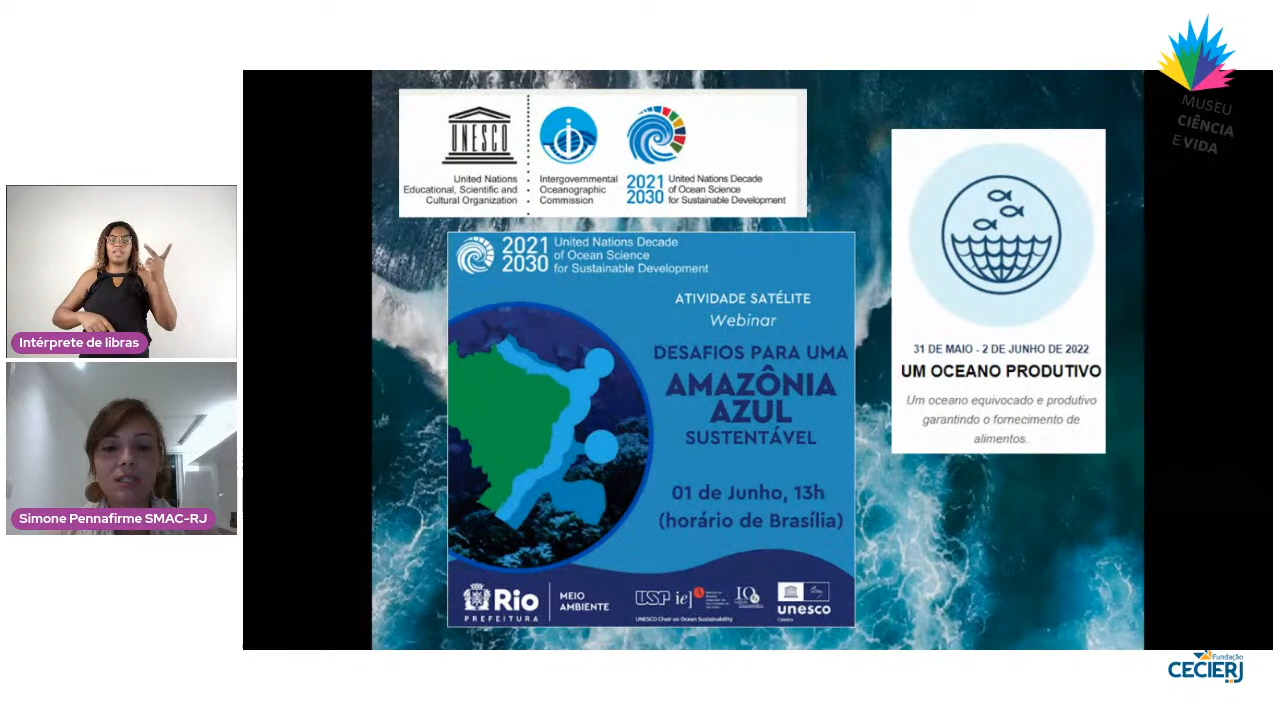 MUSEU
CIÊNCIA
E VIDA
UNESCO
United Nations
Educational, Scientific and
Cultural Organization
Intergovernmental
Oceanographic
Commission
2021
2030
United Nations Decade
of Ocean Science
for Sustainable Development
2021
2030
United Nations Decade
of Ocean Science
for Sustainable Development
ATIVIDADE SATÉLITE
Webinar
DESAFIOS PARA UMA
AMAZÔNIA
AZUL
SUSTENTÁVEL
01 de Junho, 13h
(horário de Brasília)
Rio
PREFEITURA
MEIO
AMBIENTE
USP
UNESCO Chair on Ocean Sustainability
unesco
Cátedra
31 DE MAIO - 2 DE JUNHO DE 2022
UM OCEANO PRODUTIVO
Um oceano equivocado e produtivo
garantindo o fornecimento de
alimentos.
Intérprete de libras
Simone Pennafirme SMAC-RJ
Fundação
CECIERJ